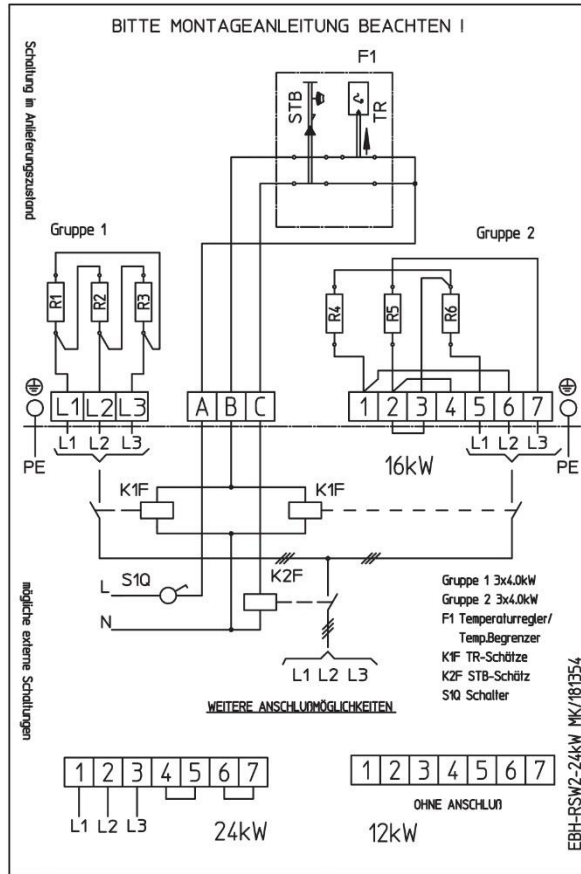 BITTE MONTAGEANLEITUNG BEACHTEN !
Schaltung in Anlieferungszustand
F1
STB
TR
Gruppe 1
Gruppe 2
R1
R2
R3
R4
R5
R6
L1 L2 L3
A B C
1 2 3 4 5 6 7
L1 L2 L3
L1 L2 L3
PE
16kW
PE
K1F
K1F
L
S1Q
K2F
N
L1 L2 L3
Gruppe 1 3x4.0kW
Gruppe 2 3x4.0kW
F1 Temperaturregler/
Temp.Begrenzer
K1F TR-Schätze
K2F STB-Schätz
S1Q Schalter
mögliche externe Schaltungen
WEITERE ANSCHLUßMÖGLICHKEITEN
1 2 3 4 5 6 7
L1 L2 L3
24kW
1 2 3 4 5 6 7
OHNE ANSCHLUß
12kW
EBH-RSW2-24kW MK/181354